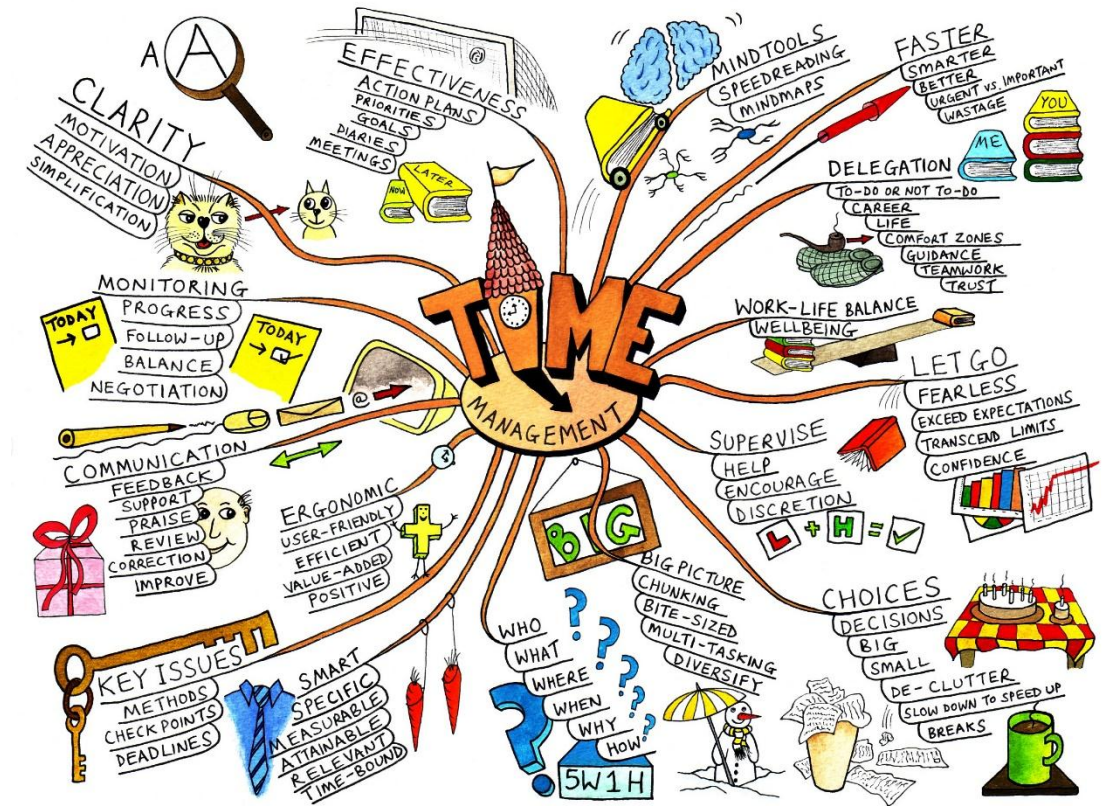 TIME
MANAGEMENT
A A
CLARITY
MOTIVATION
APPRECIATION
SIMPLIFICATION
EFFECTIVENESS
ACTION PLANS
PRIORITIES
GOALS
DIARIES
MEETINGS
NOW
LATER
@
MINDTOOLS
SPEEDREADING
MINDMAPS
FASTER
SMARTER
BETTER
URGENT vs. IMPORTANT
WASTAGE
ME
YOU
DELEGATION
TO-DO OR NOT TO-DO
CAREER
LIFE
COMFORT ZONES
GUIDANCE
TEAMWORK
TRUST
WORK-LIFE BALANCE
WELLBEING
LET GO
FEARLESS
EXCEED EXPECTATIONS
TRANSCEND LIMITS
CONFIDENCE
SUPERVISE
HELP
ENCOURAGE
DISCRETION
L + H = ✓
CHOICES
DECISIONS
BIG
SMALL
DE-CLUTTER
SLOW DOWN TO SPEED UP
BREAKS
BIG
BIG PICTURE
CHUNKING
BITE-SIZED
MULTI-TASKING
DIVERSIFY
WHO
WHAT
WHERE
WHEN
WHY
HOW
? ? ? ? ? ? ?
5W1H
SMART
SPECIFIC
MEASURABLE
ATTAINABLE
RELEVANT
TIME-BOUND
KEY ISSUES
METHODS
CHECKPOINTS
DEADLINES
ERGONOMIC
USER-FRIENDLY
EFFICIENT
VALUE-ADDED
POSITIVE
COMMUNICATION
FEEDBACK
SUPPORT
PRAISE
REVIEW
CORRECTION
IMPROVE
@
MONITORING
PROGRESS
FOLLOW-UP
BALANCE
NEGOTIATION
TODAY
→ ☐
TODAY
→ ☑